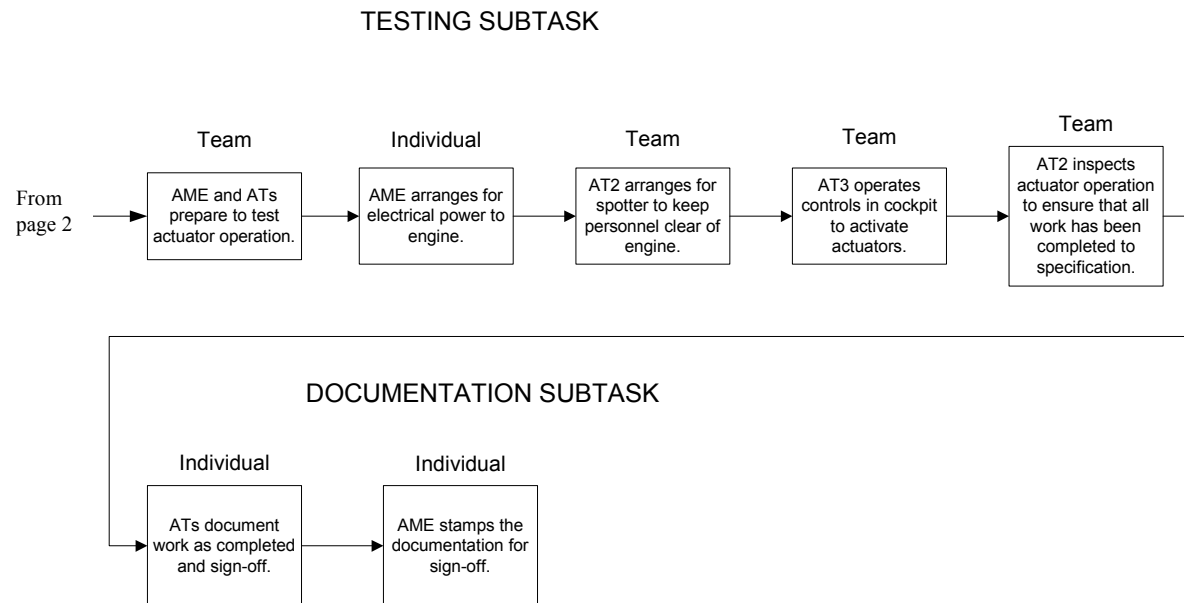 TESTING SUBTASK
Team
Individual
Team
Team
Team
From
page 2
AME and ATs
prepare to test
actuator operation.
AME arranges for
electrical power to
engine.
AT2 arranges for
spotter to keep
personnel clear of
engine.
AT3 operates
controls in cockpit
to activate
actuators.
AT2 inspects
actuator operation
to ensure that all
work has been
completed to
specification.
DOCUMENTATION SUBTASK
Individual
Individual
ATs document
work as completed
and sign-off.
AME stamps the
documentation for
sign-off.